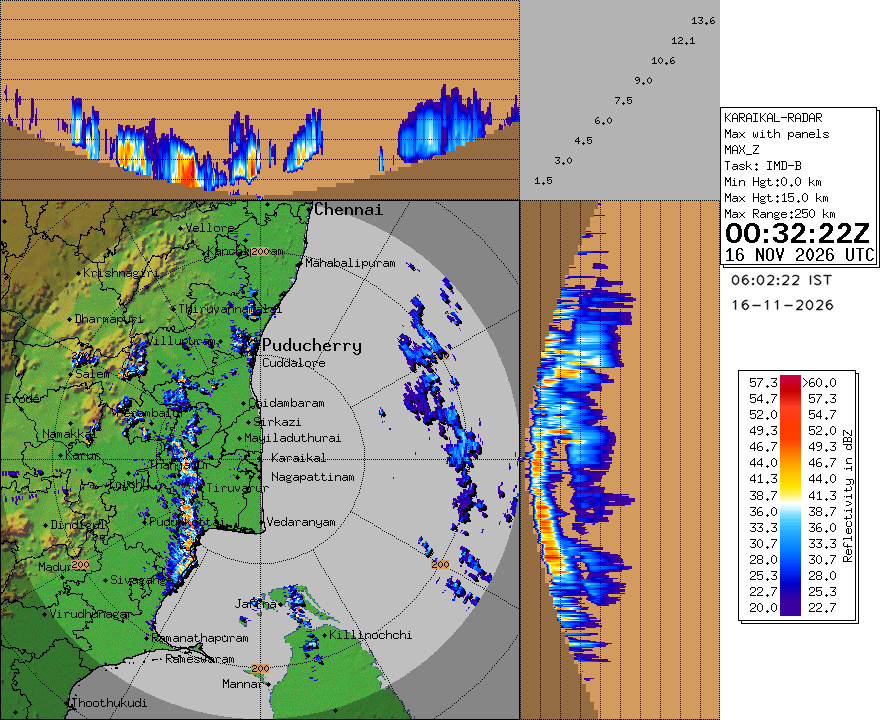 13.6
12.1
10.6
9.0
7.5
6.0
4.5
3.0
1.5
KARAIKAL-RADAR
Max with panels
MAX_Z
Task: IMD-B
Min Hgt:0.0 km
Max Hgt:15.0 km
Max Range:250 km
00:32:22Z
16 NOV 2026 UTC
06:02:22 IST
16-11-2026
Chennai
Vellore
200
Mahabalipuram
Krishnagiri
Thiruvannamalai
Dharmapuri
Villupuram
Puducherry
Cuddalore
Salem
Erode
Chidambaram
Perambalur
Sirkazi
Namakkal
Mayiladuthurai
Karur
Karaikal
Thanjavur
Nagapattinam
Tiruvarur
Dindigul
Pudukkottai
Vedaranyam
200
200
Madurai
Sivaganga
Jaffna
Virudhunagar
Killinochchi
Ramanathapuram
Rameswaram
200
Mannar
Thoothukudi
57.3 >60.0
54.7 57.3
52.0 54.7
49.3 52.0
46.7 49.3
44.0 46.7
41.3 44.0
38.7 41.3
36.0 38.7
33.3 36.0
30.7 33.3
28.0 30.7
25.3 28.0
22.7 25.3
20.0 22.7
Reflectivity in dBZ